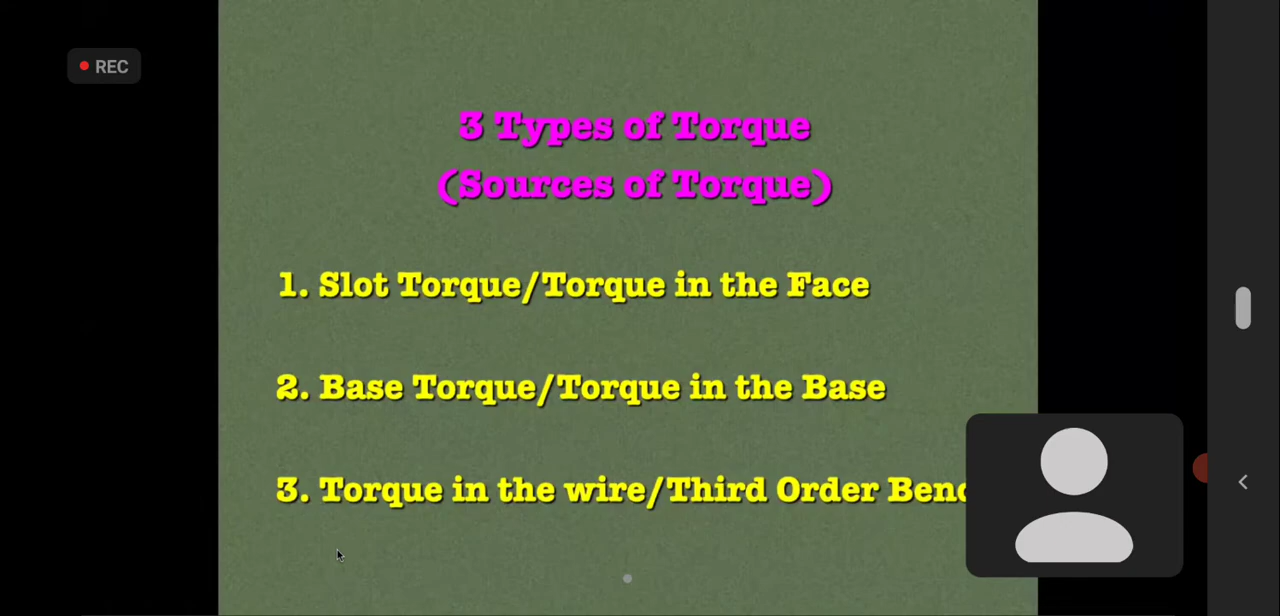 REC
3 Types of Torque
(Sources of Torque)
1. Slot Torque/Torque in the Face
2. Base Torque/Torque in the Base
3. Torque in the wire/Third Order